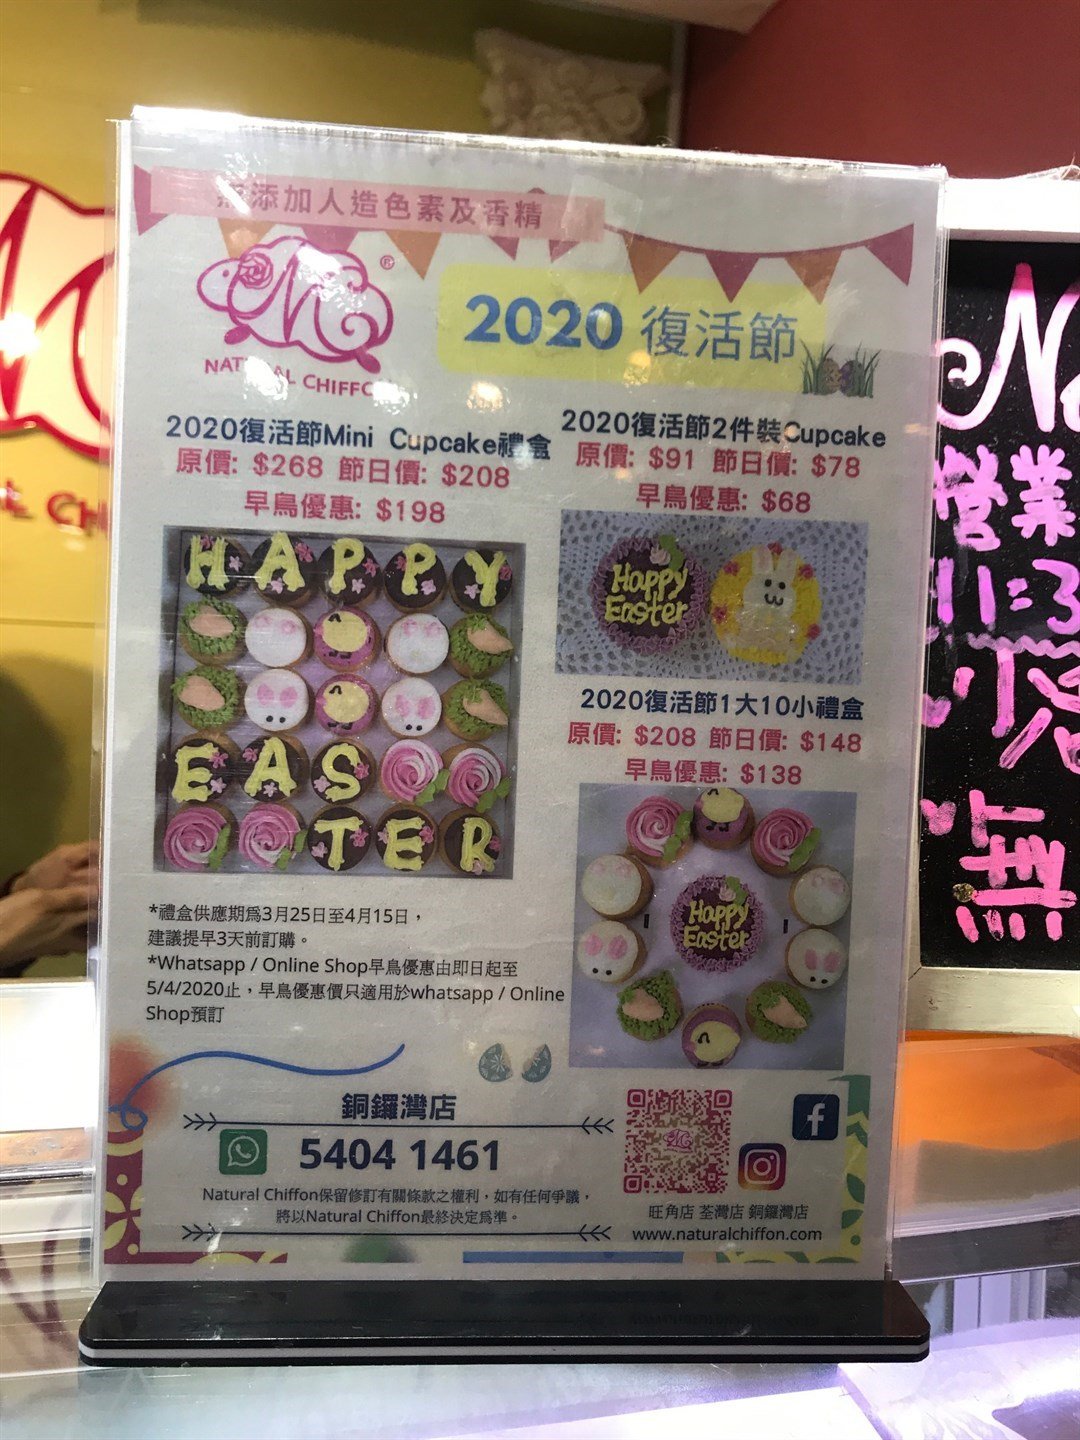 無添加人造色素及香精
NATURAL CHIFFON
®
2020 復活節
2020復活節Mini Cupcake禮盒
原價: $268 節日價: $208
早鳥優惠: $198
2020復活節2件裝Cupcake
原價: $91 節日價: $78
早鳥優惠: $68
HAPPY
EASTER
Happy
Easter
2020復活節1大10小禮盒
原價: $208 節日價: $148
早鳥優惠: $138
Happy
Easter
*禮盒供應期為3月25日至4月15日，
建議提早3天前訂購。
*Whatsapp / Online Shop早鳥優惠由即日起至
5/4/2020止，早鳥優惠價只適用於whatsapp / Online
Shop預訂
銅鑼灣店
5404 1461
Natural Chiffon保留修訂有關條款之權利，如有任何爭議，
將以Natural Chiffon最終決定為準。
旺角店 荃灣店 銅鑼灣店
www.naturalchiffon.com
営業
11:3
無